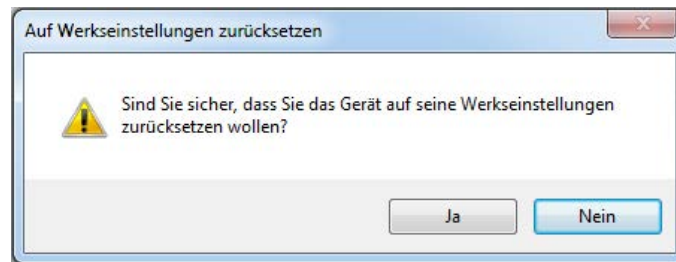 Auf Werkseinstellungen zurücksetzen
Sind Sie sicher, dass Sie das Gerät auf seine Werkseinstellungen
zurücksetzen wollen?
Ja
Nein